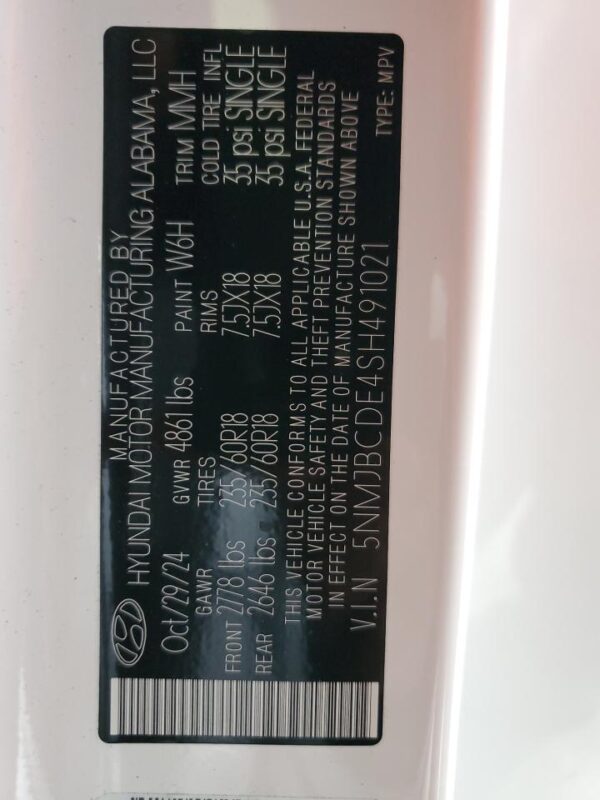 MANUFACTURED BY
HYUNDAI MOTOR MANUFACTURING ALABAMA, LLC
Oct/29/24 GVWR 4861 lbs PAINT W6H TRIM MMH
GAWR TIRES RIMS COLD TIRE INFL
FRONT 2778 lbs 235/60R18 7.5JX18 35 psi SINGLE
REAR 2646 lbs 235/60R18 7.5JX18 35 psi SINGLE
THIS VEHICLE CONFORMS TO ALL APPLICABLE U.S.A. FEDERAL
MOTOR VEHICLE SAFETY AND THEFT PREVENTION STANDARDS
IN EFFECT ON THE DATE OF MANUFACTURE SHOWN ABOVE
V.I.N 5NMJBCDE4SH491021
TYPE: MPV